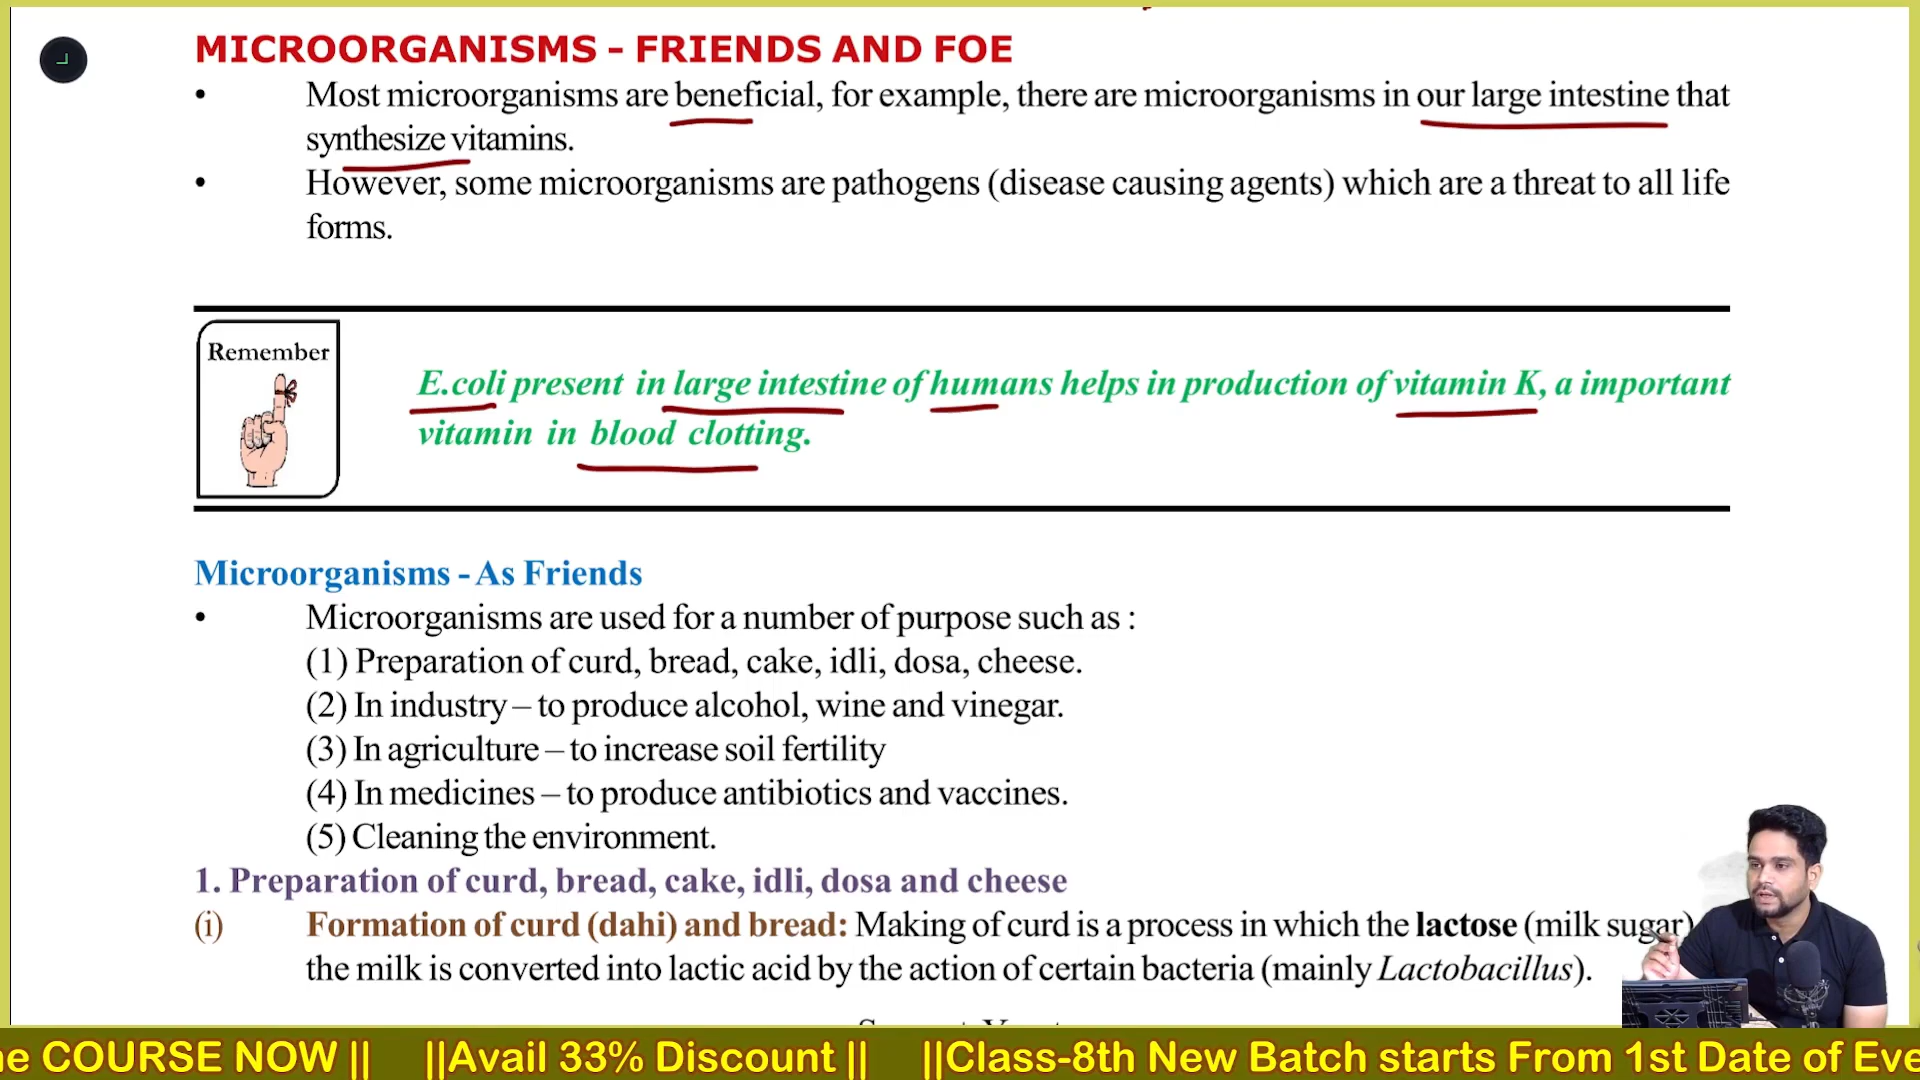 MICROORGANISMS - FRIENDS AND FOE
• Most microorganisms are beneficial, for example, there are microorganisms in our large intestine that
synthesize vitamins.
• However, some microorganisms are pathogens (disease causing agents) which are a threat to all life
forms.
Remember
E.coli present in large intestine of humans helps in production of vitamin K, a important
vitamin in blood clotting.
Microorganisms - As Friends
• Microorganisms are used for a number of purpose such as :
(1) Preparation of curd, bread, cake, idli, dosa, cheese.
(2) In industry – to produce alcohol, wine and vinegar.
(3) In agriculture – to increase soil fertility
(4) In medicines – to produce antibiotics and vaccines.
(5) Cleaning the environment.
1. Preparation of curd, bread, cake, idli, dosa and cheese
(i) Formation of curd (dahi) and bread: Making of curd is a process in which the lactose (milk sugar)
the milk is converted into lactic acid by the action of certain bacteria (mainly Lactobacillus).
COURSE NOW || ||Avail 33% Discount || ||Class-8th New Batch starts From 1st Date of